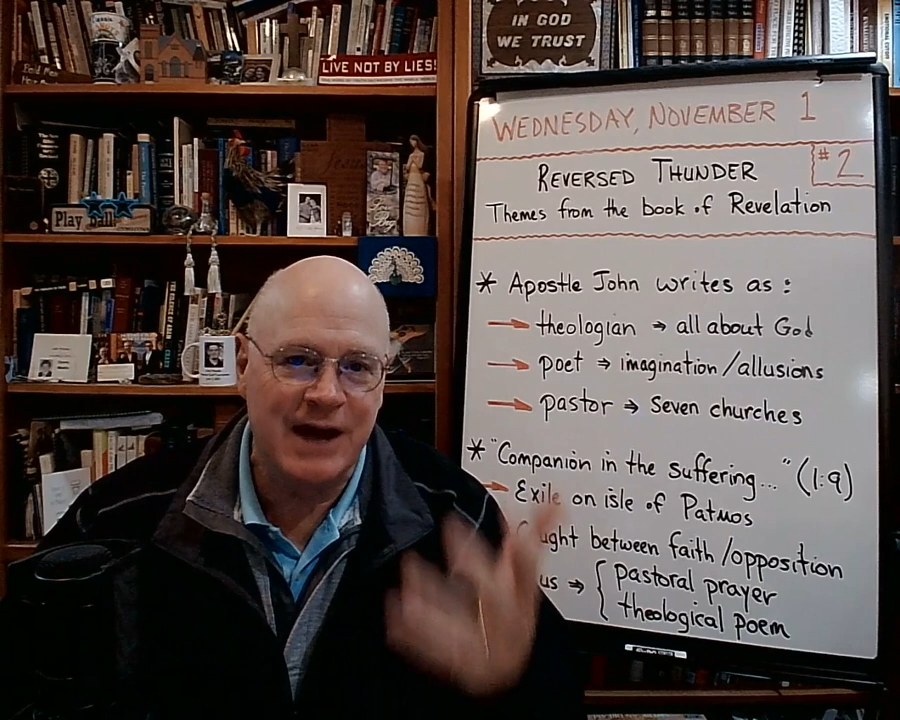 IN GOD
WE TRUST
LIVE NOT BY LIES!
Play Ball
WEDNESDAY, NOVEMBER 1
#2
REVERSED THUNDER
Themes from the book of Revelation
* Apostle John writes as:
→ theologian → all about God
→ poet → imagination/allusions
→ pastor → Seven churches
* "Companion in the suffering..." (1:9)
→ Exile on isle of Patmos
ught between faith/opposition
us → { pastoral prayer
theological poem